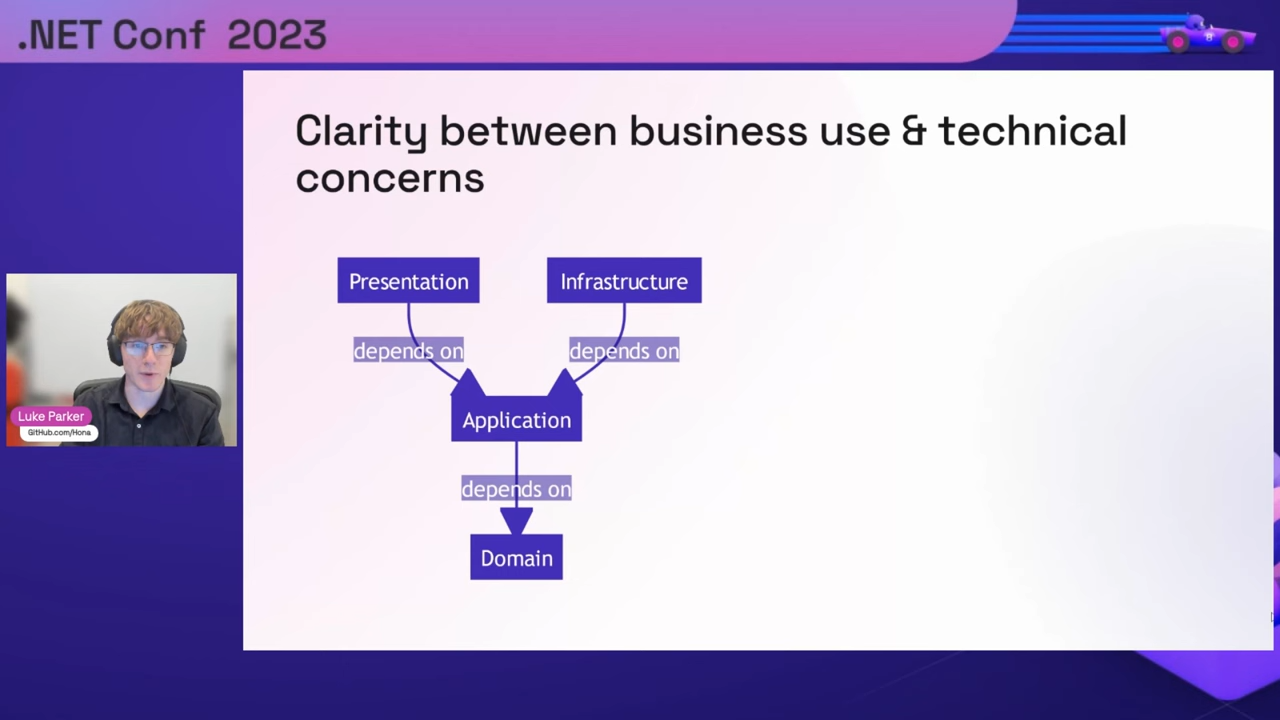 .NET Conf 2023
Clarity between business use & technical
concerns
Presentation
Infrastructure
depends on
depends on
Application
depends on
Domain
Luke Parker
GitHub.com/Hona
8